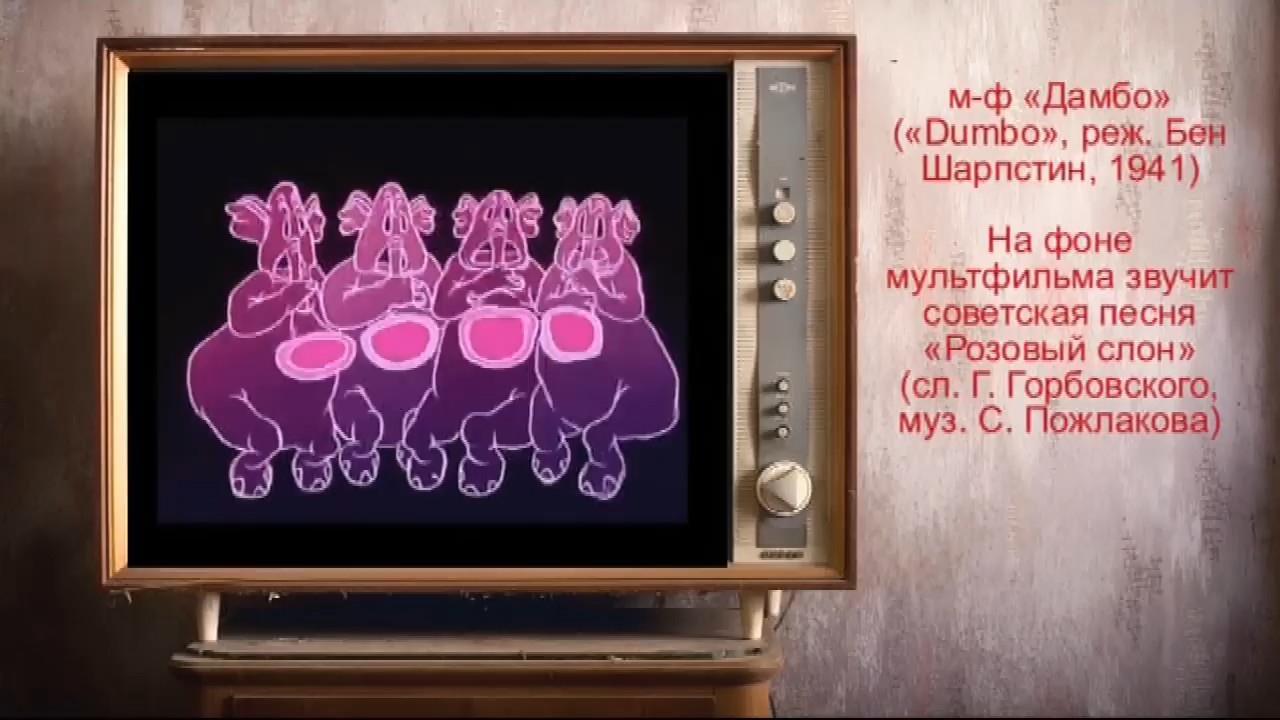 м-ф «Дамбо»
(«Dumbo», реж. Бен
Шарпстин, 1941)
На фоне
мультфильма звучит
советская песня
«Розовый слон»
(сл. Г. Горбовского,
муз. С. Пожлакова)